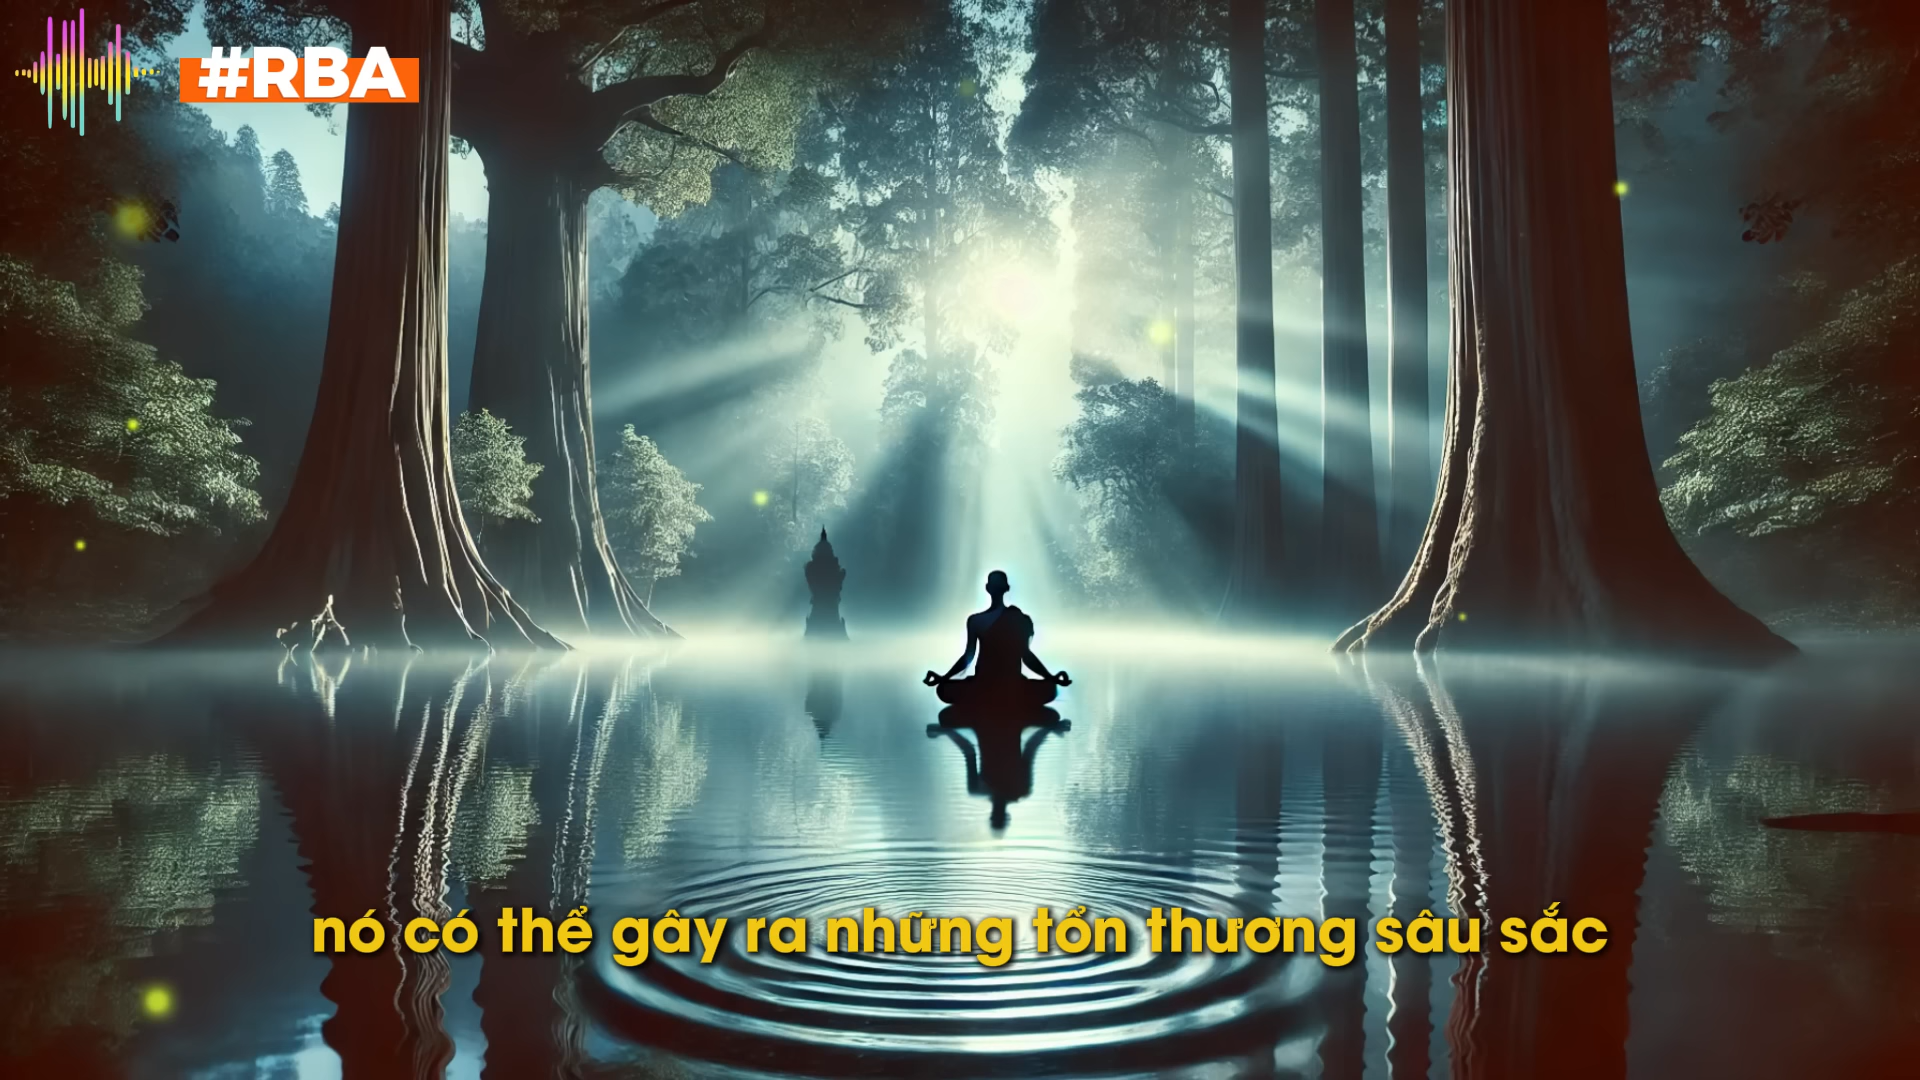 #RBA
nó có thể gây ra những tổn thương sâu sắc